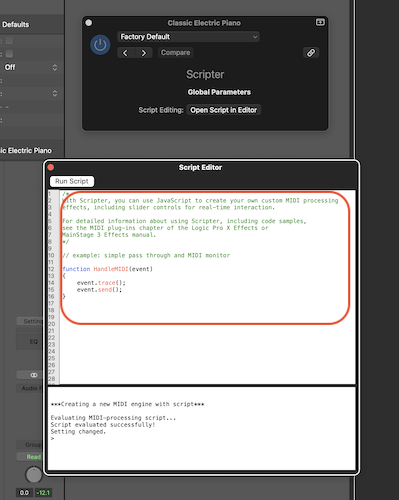 Classic Electric Piano
Defaults
Factory Default
Off
Compare
Scripter
Global Parameters
Script Editing: Open Script in Editor
Electric Piano
Script Editor
Run Script
1 /*
2 With Scripter, you can use JavaScript to create your own custom MIDI processing
3 effects, including slider controls for real-time interaction.
4
5 For detailed information about using Scripter, including code samples,
6 see the MIDI plug-ins chapter of the Logic Pro X Effects or
7 MainStage 3 Effects manual.
8 */
9
10 // example: simple pass through and MIDI monitor
11
12 function HandleMIDI(event)
13 {
14 event.trace();
15 event.send();
16 }
17
18
19
20
21
22
23
24
25
26
27
28
Setting
EQ
Audio F
Group
Read
0.0 -12.1
***Creating a new MIDI engine with script***
Evaluating MIDI-processing script...
Script evaluated successfully!
Setting changed.
>